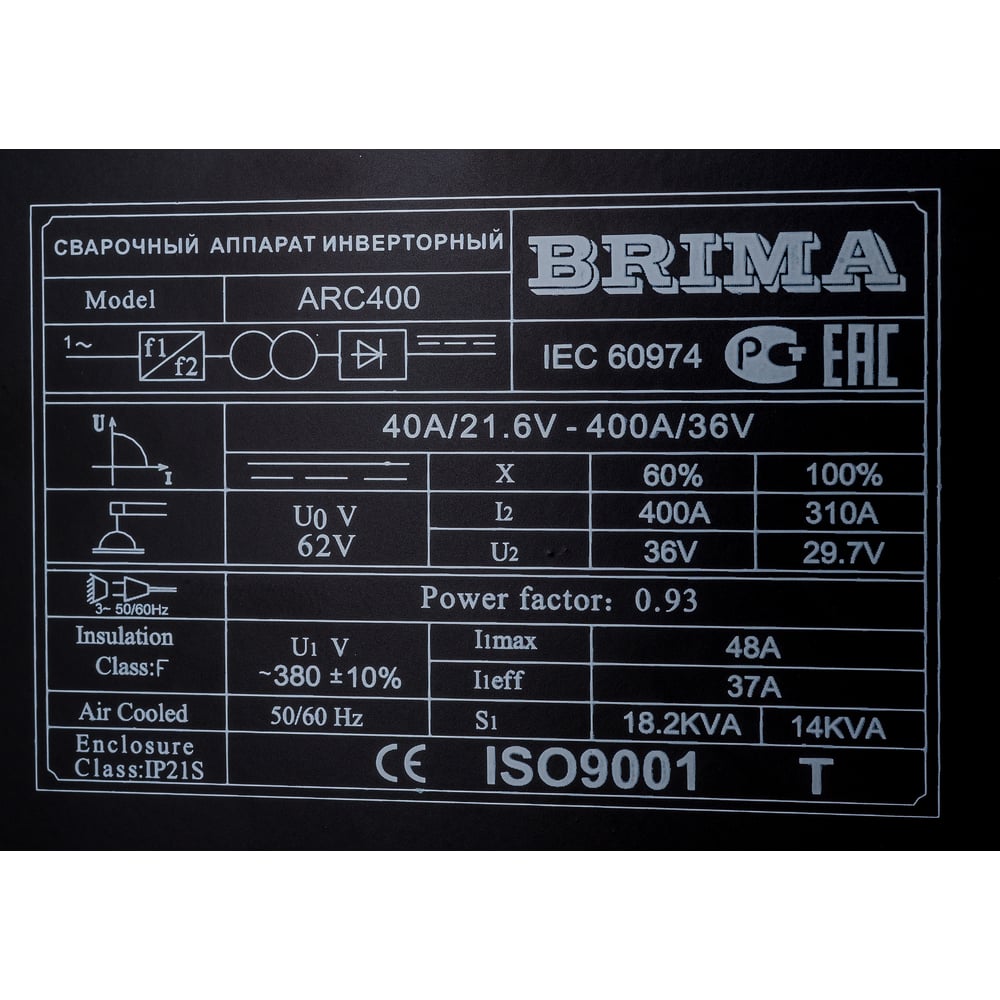 СВАРОЧНЫЙ АППАРАТ ИНВЕРТОРНЫЙ
BRIMA
Model ARC400
1~ f1 f2
IEC 60974 РСТ EAC
U I
40A/21.6V - 400A/36V
X 60% 100%
U0 V
62V
I2 400A 310A
U2 36V 29.7V
3~ 50/60Hz
Power factor: 0.93
Insulation
Class:F
U1 V
~380 ±10%
I1max 48A
I1eff 37A
Air Cooled 50/60 Hz S1 18.2KVA 14KVA
Enclosure
Class:IP21S
CE ISO9001 T